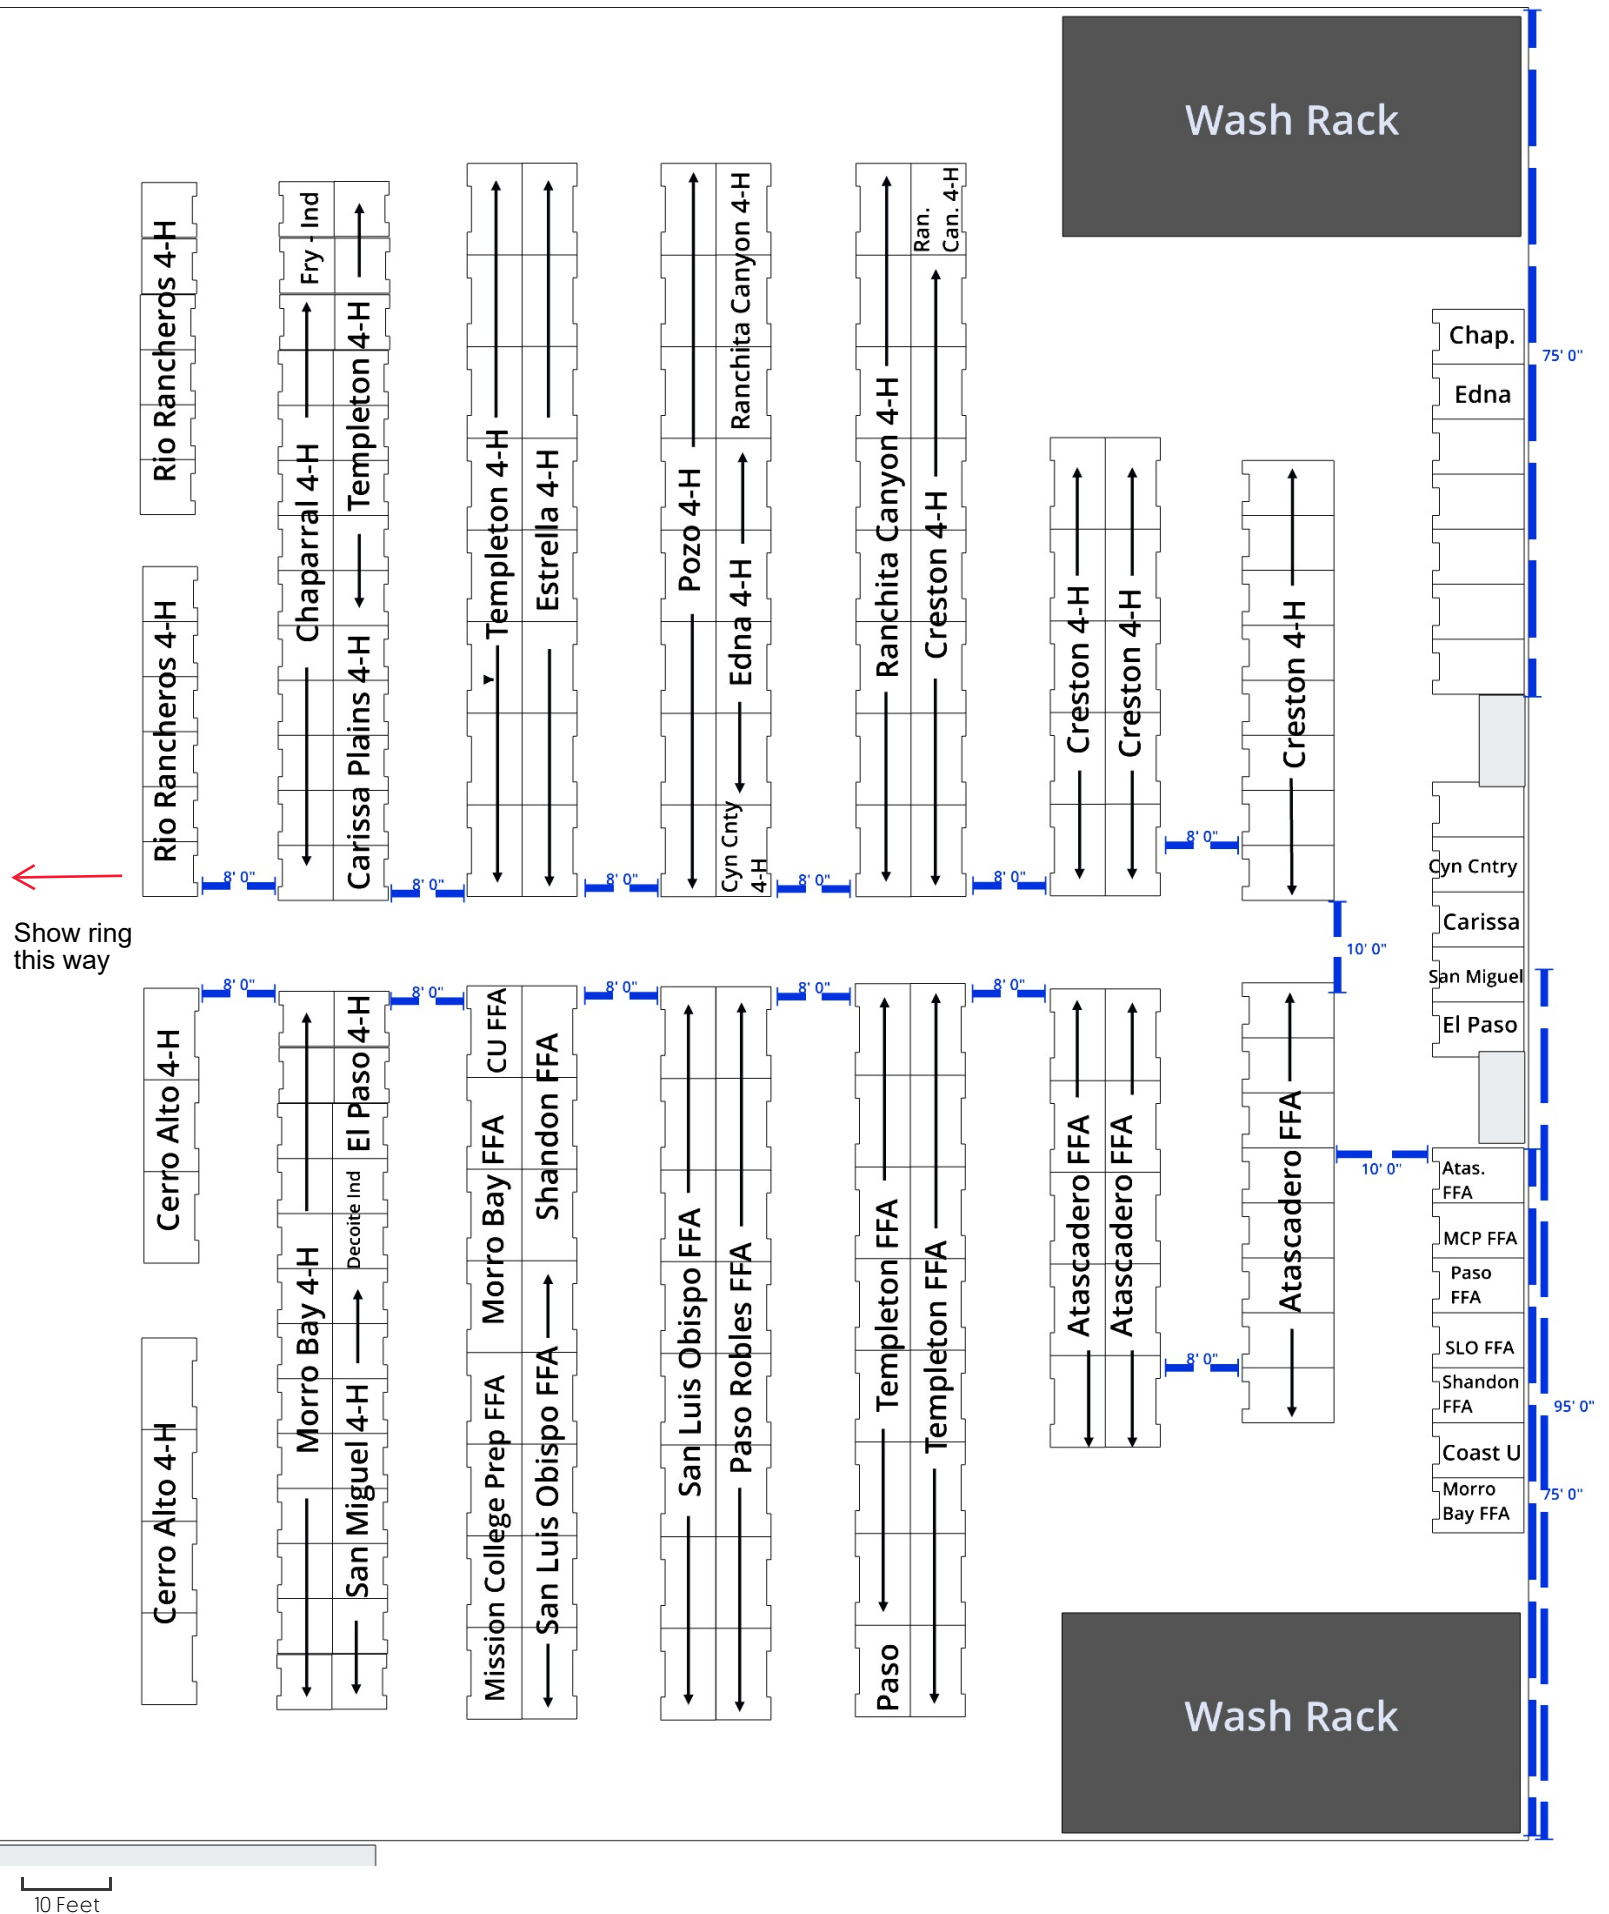 Wash Rack
Rio Rancheros 4-H
Fry - Ind
Chaparral 4-H
Templeton 4-H
Carissa Plains 4-H
Templeton 4-H
Estrella 4-H
Pozo 4-H
Ranchita Canyon 4-H
Edna 4-H
Cyn Cnty
4-H
Ranchita Canyon 4-H
Ran.
Can. 4-H
Creston 4-H
Creston 4-H
Creston 4-H
Creston 4-H
Chap.
Edna
75' 0"
Rio Rancheros 4-H
8' 0"
8' 0"
8' 0"
8' 0"
8' 0"
8' 0"
Cyn Cntry
Carissa
San Miguel
El Paso
Show ring
this way
10' 0"
8' 0"
8' 0"
8' 0"
8' 0"
8' 0"
Cerro Alto 4-H
Morro Bay 4-H
El Paso 4-H
Decoite Ind
San Miguel 4-H
CU FFA
Morro Bay FFA
Mission College Prep FFA
Shandon FFA
San Luis Obispo FFA
San Luis Obispo FFA
Paso Robles FFA
Templeton FFA
Paso
Templeton FFA
Atascadero FFA
Atascadero FFA
Atascadero FFA
10' 0"
8' 0"
Atas.
FFA
MCP FFA
Paso
FFA
SLO FFA
Shandon
FFA
Coast U
Morro
Bay FFA
95' 0"
75' 0"
Cerro Alto 4-H
Wash Rack
10 Feet